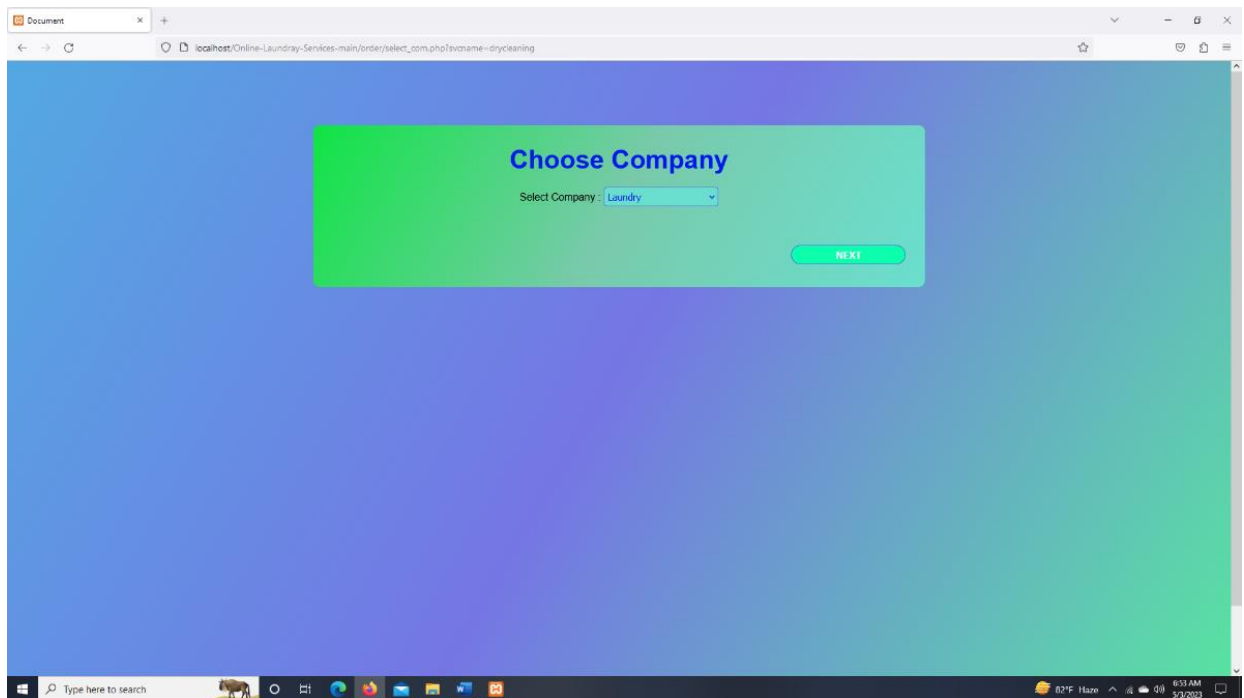 Document
localhost/Online-Laundray-Services-main/order/select_com.php?svcname=drycleaning
Choose Company
Select Company : Laundry
NEXT
Type here to search
82°F Haze
6:53 AM
5/3/2023